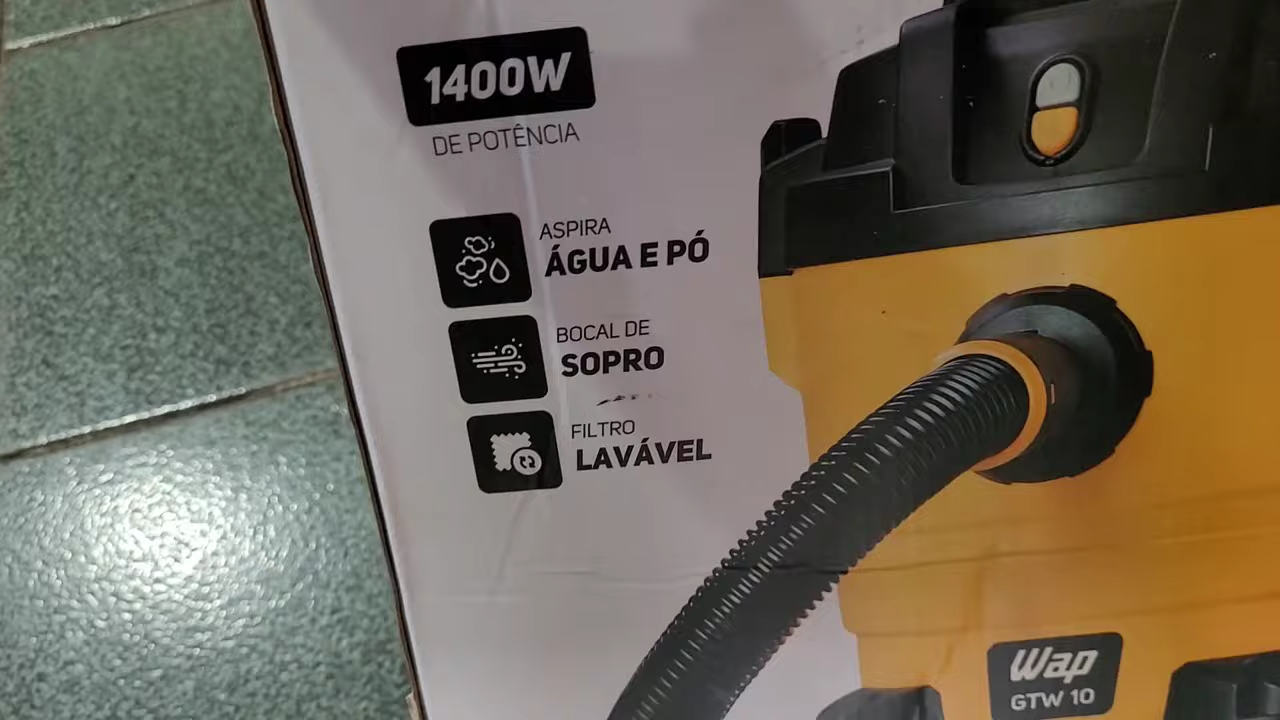 1400W
DE POTÊNCIA
ASPIRA
ÁGUA E PÓ
BOCAL DE
SOPRO
FILTRO
LAVÁVEL
Wap
GTW 10